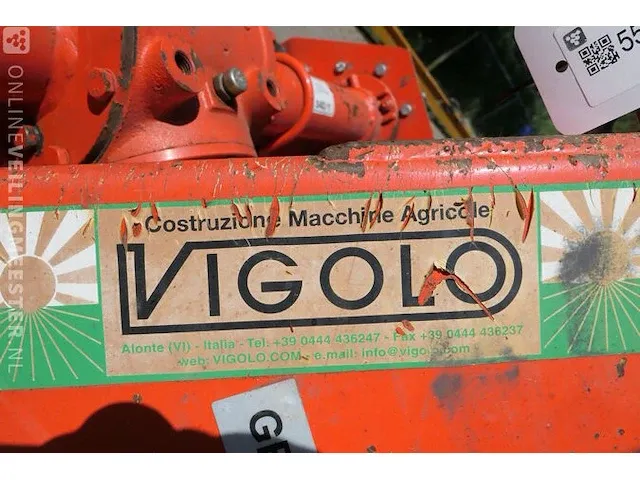 ONLINEVEILINGMEESTER.NL
55
Costruzione Macchine Agricole
VIGOLO
Alonte (VI) - Italia - Tel. +39 0444 436247 - Fax +39 0444 436237
web: VIGOLO.COM - e.mail: info@vigolo.com
GE